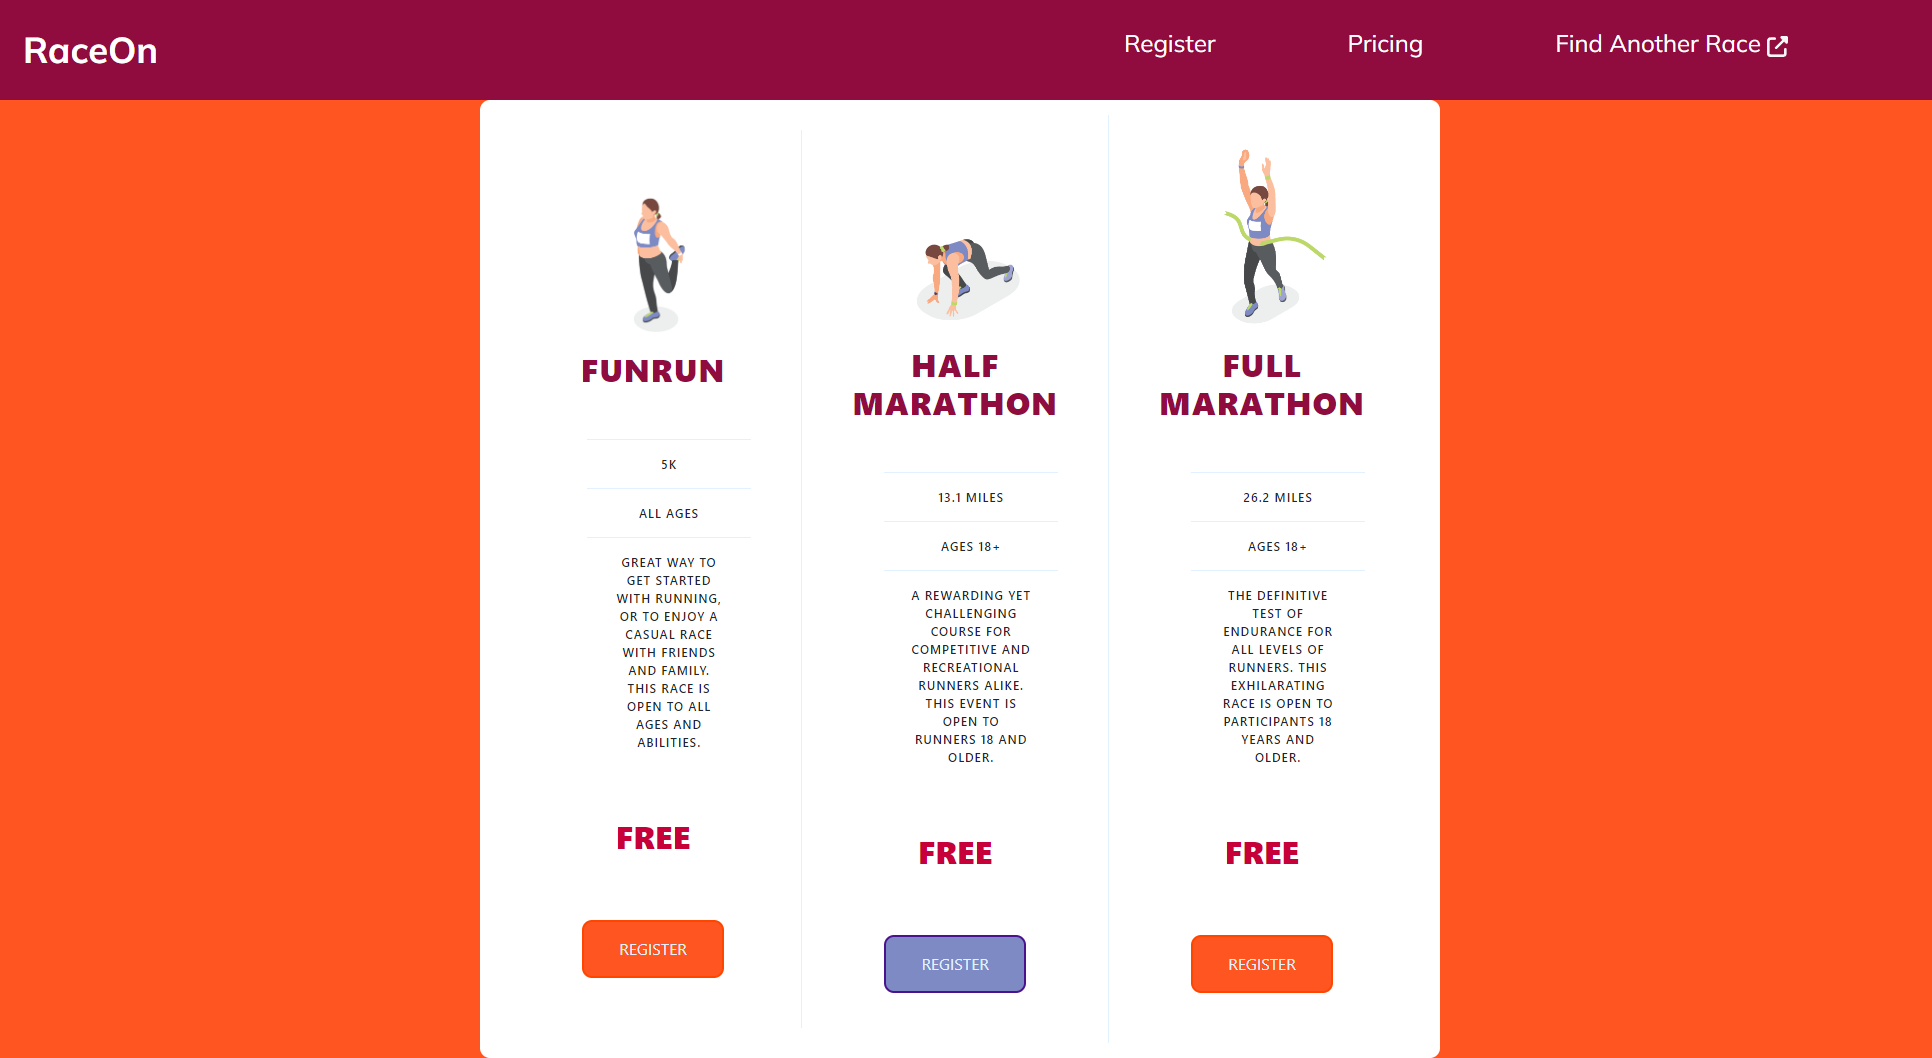 RaceOn
Register
Pricing
Find Another Race
FUNRUN
5K
ALL AGES
GREAT WAY TO
GET STARTED
WITH RUNNING,
OR TO ENJOY A
CASUAL RACE
WITH FRIENDS
AND FAMILY.
THIS RACE IS
OPEN TO ALL
AGES AND
ABILITIES.
FREE
REGISTER
HALF
MARATHON
13.1 MILES
AGES 18+
A REWARDING YET
CHALLENGING
COURSE FOR
COMPETITIVE AND
RECREATIONAL
RUNNERS ALIKE.
THIS EVENT IS
OPEN TO
RUNNERS 18 AND
OLDER.
FREE
REGISTER
FULL
MARATHON
26.2 MILES
AGES 18+
THE DEFINITIVE
TEST OF
ENDURANCE FOR
ALL LEVELS OF
RUNNERS. THIS
EXHILARATING
RACE IS OPEN TO
PARTICIPANTS 18
YEARS AND
OLDER.
FREE
REGISTER